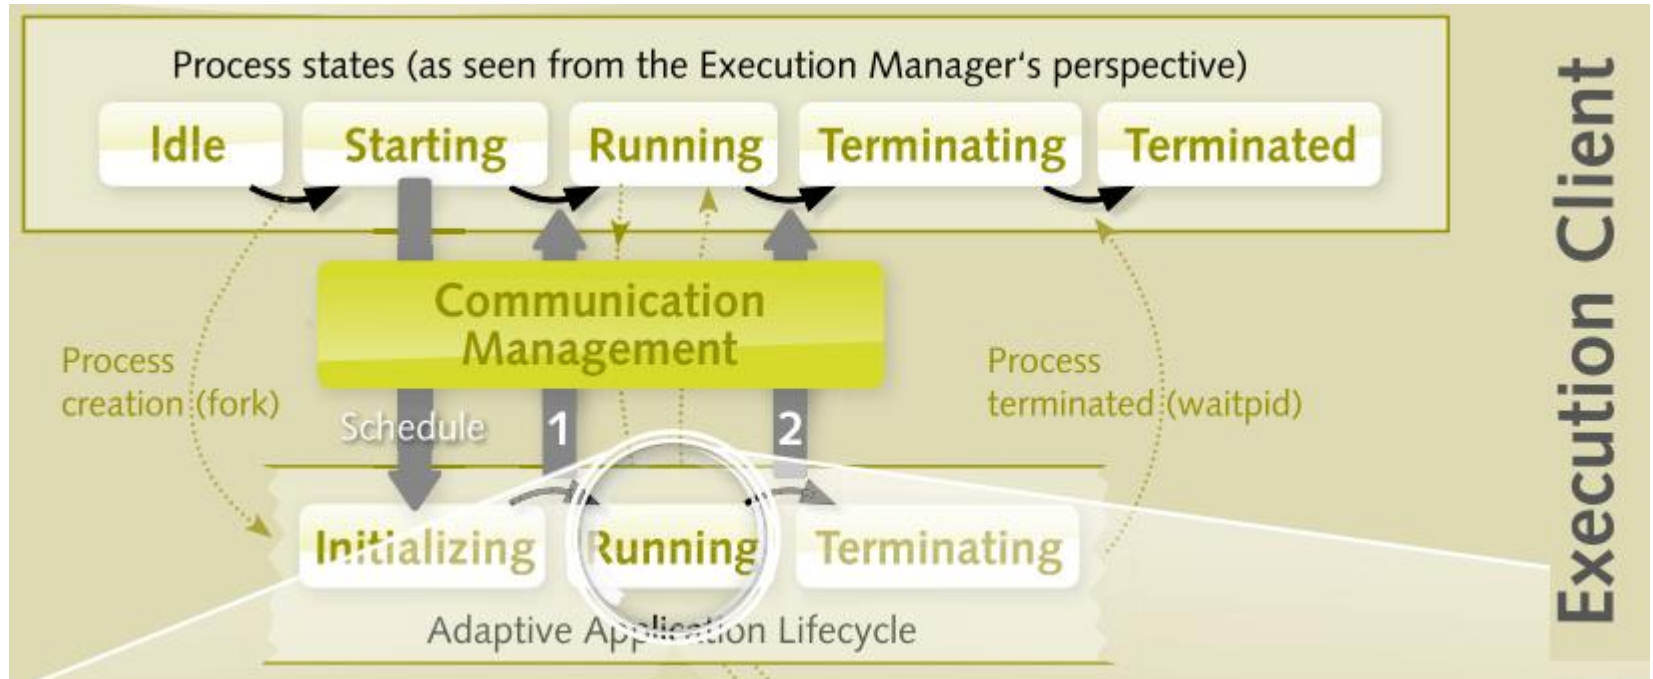 Process states (as seen from the Execution Manager‘s perspective)
Idle
Starting
Running
Terminating
Terminated
Communication
Management
Process
creation (fork)
Process
terminated (waitpid)
Schedule
1
2
Initializing
Running
Terminating
Adaptive Application Lifecycle
Execution Client